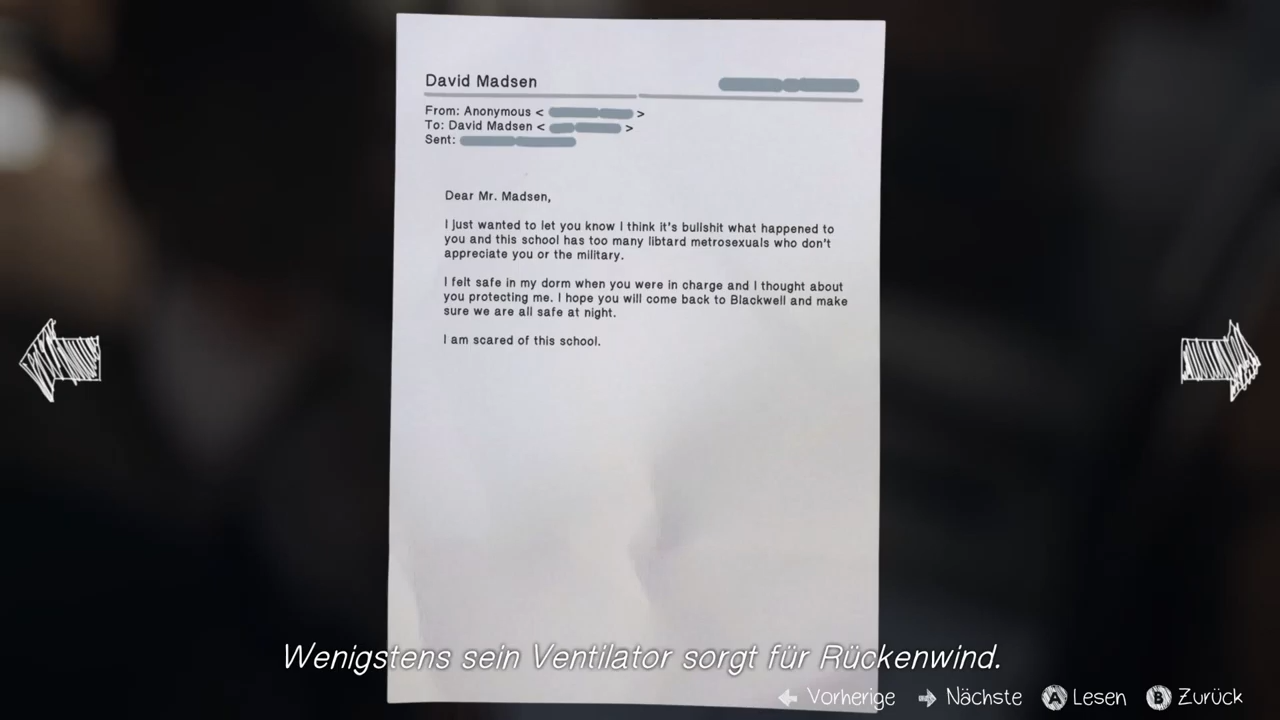 David Madsen
From: Anonymous < >
To: David Madsen < >
Sent:
Dear Mr. Madsen,
I just wanted to let you know I think it's bullshit what happened to
you and this school has too many libtard metrosexuals who don't
appreciate you or the military.
I felt safe in my dorm when you were in charge and I thought about
you protecting me. I hope you will come back to Blackwell and make
sure we are all safe at night.
I am scared of this school.
Wenigstens sein Ventilator sorgt für Rückenwind.
Vorherige Nächste A Lesen B Zurück